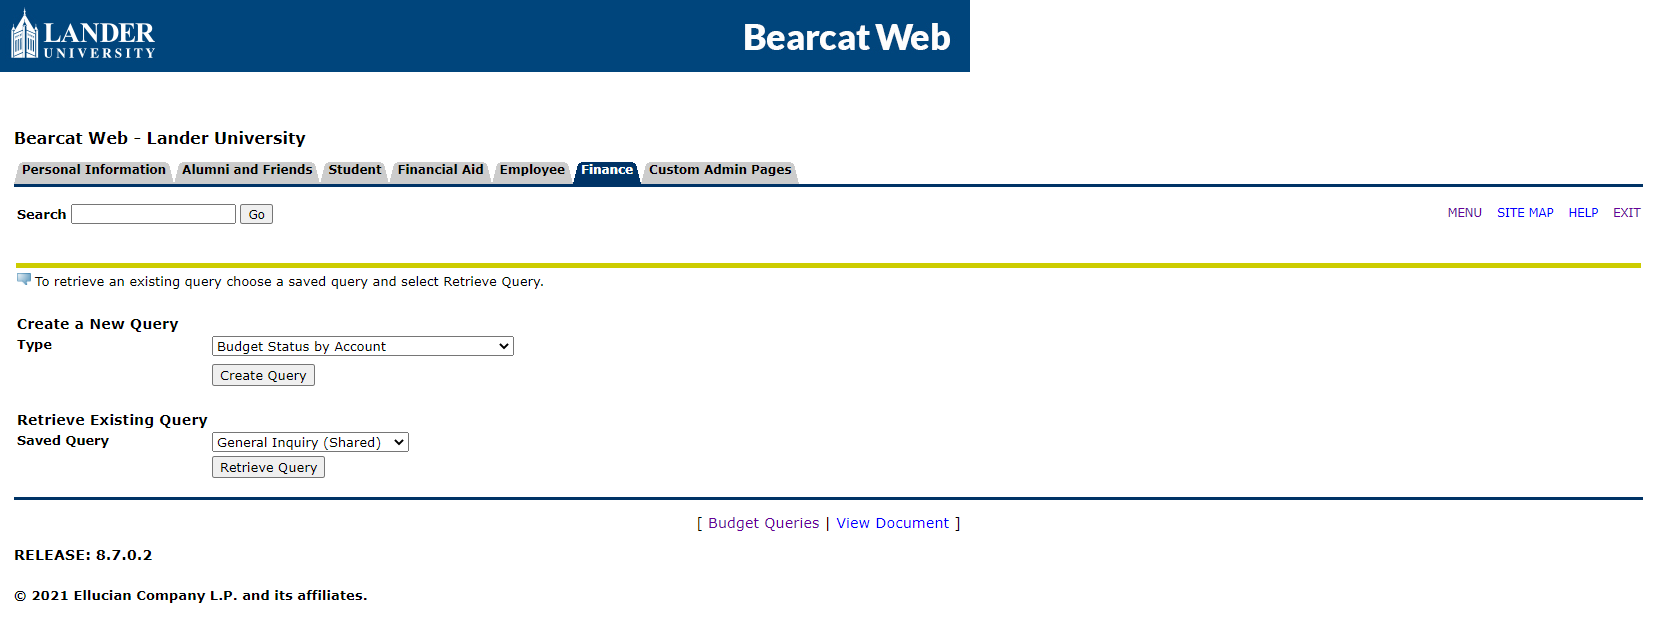 LANDER
UNIVERSITY
Bearcat Web
Bearcat Web - Lander University
Personal Information Alumni and Friends Student Financial Aid Employee Finance Custom Admin Pages
Search Go MENU SITE MAP HELP EXIT
To retrieve an existing query choose a saved query and select Retrieve Query.
Create a New Query
Type Budget Status by Account
Create Query
Retrieve Existing Query
Saved Query General Inquiry (Shared)
Retrieve Query
[ Budget Queries | View Document ]
RELEASE: 8.7.0.2
© 2021 Ellucian Company L.P. and its affiliates.